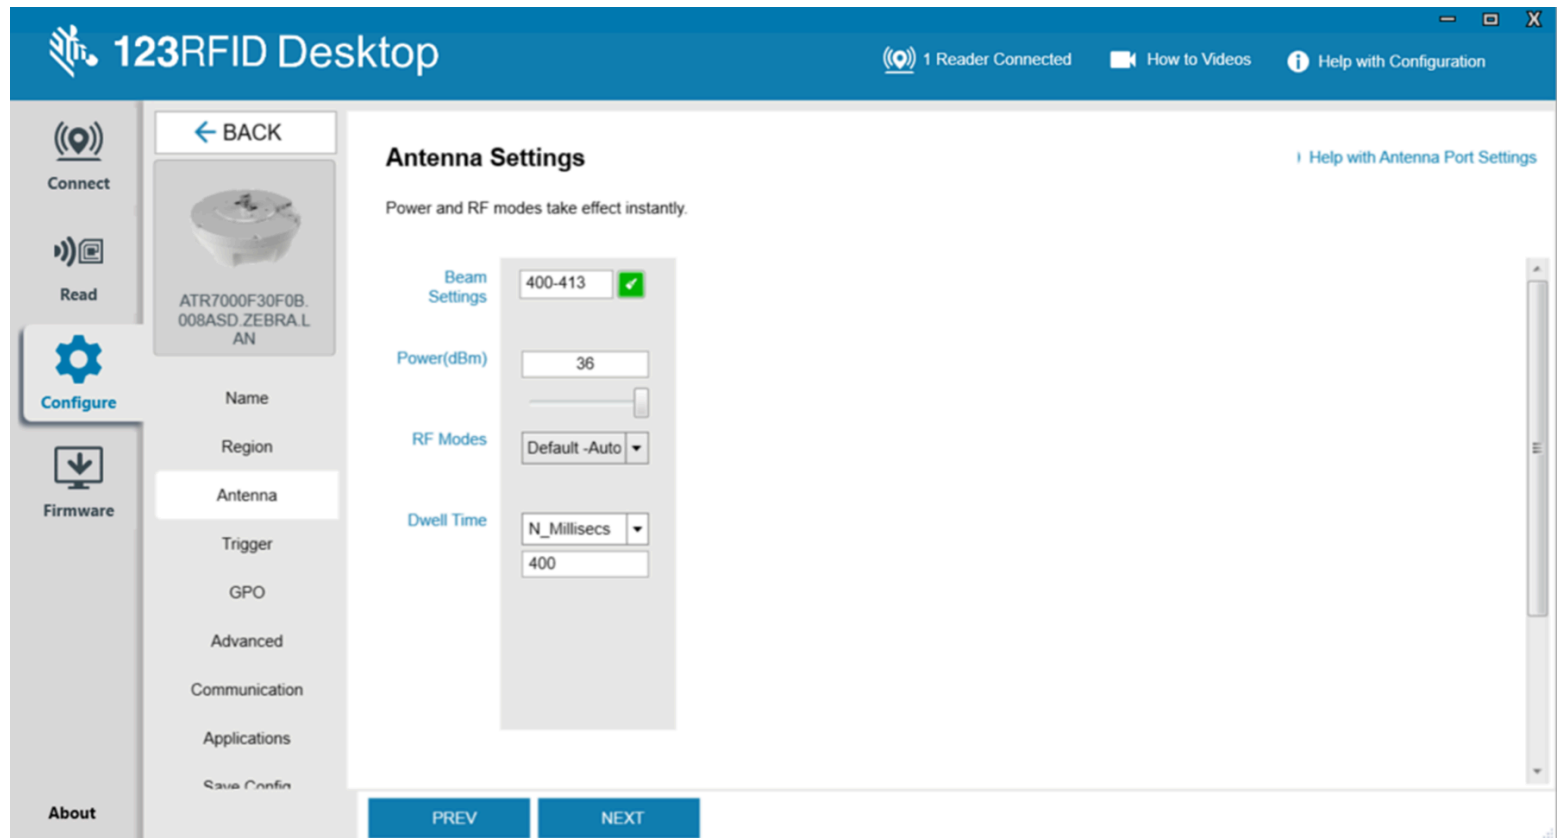 123RFID Desktop
1 Reader Connected
How to Videos
Help with Configuration
X
Connect
Read
Configure
Firmware
About
BACK
ATR7000F30F0B.
008ASD.ZEBRA.L
AN
Name
Region
Antenna
Trigger
GPO
Advanced
Communication
Applications
Save Config
Antenna Settings
Help with Antenna Port Settings
Power and RF modes take effect instantly.
Beam
Settings
400-413
Power(dBm)
36
RF Modes
Default -Auto
Dwell Time
N_Millisecs
400
PREV
NEXT